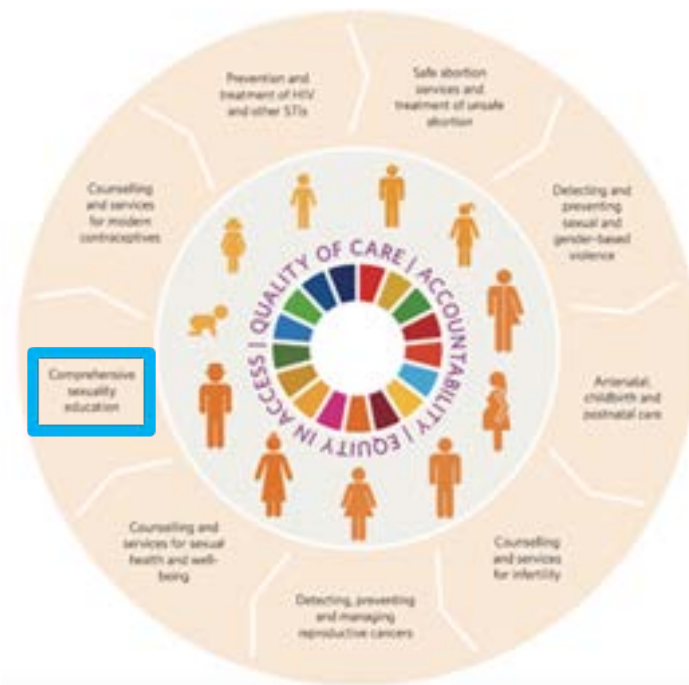 Prevention and
treatment of HIV
and other STIs
Safe abortion
services and
treatment of unsafe
abortion
Detecting and
preventing
sexual and
gender-based
violence
Antenatal,
childbirth and
postnatal care
Counselling
and services
for infertility
Detecting, preventing
and managing
reproductive cancers
Counselling and
services for sexual
health and well-
being
Comprehensive
sexuality
education
Counselling
and services
for modern
contraceptives
QUALITY OF CARE | ACCOUNTABILITY | EQUITY IN ACCESS |